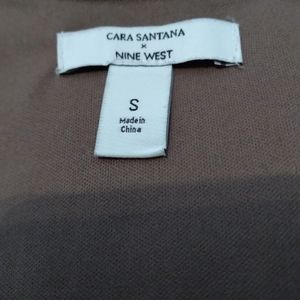 CARA SANTANA
×
NINE WEST
S
Made in
China